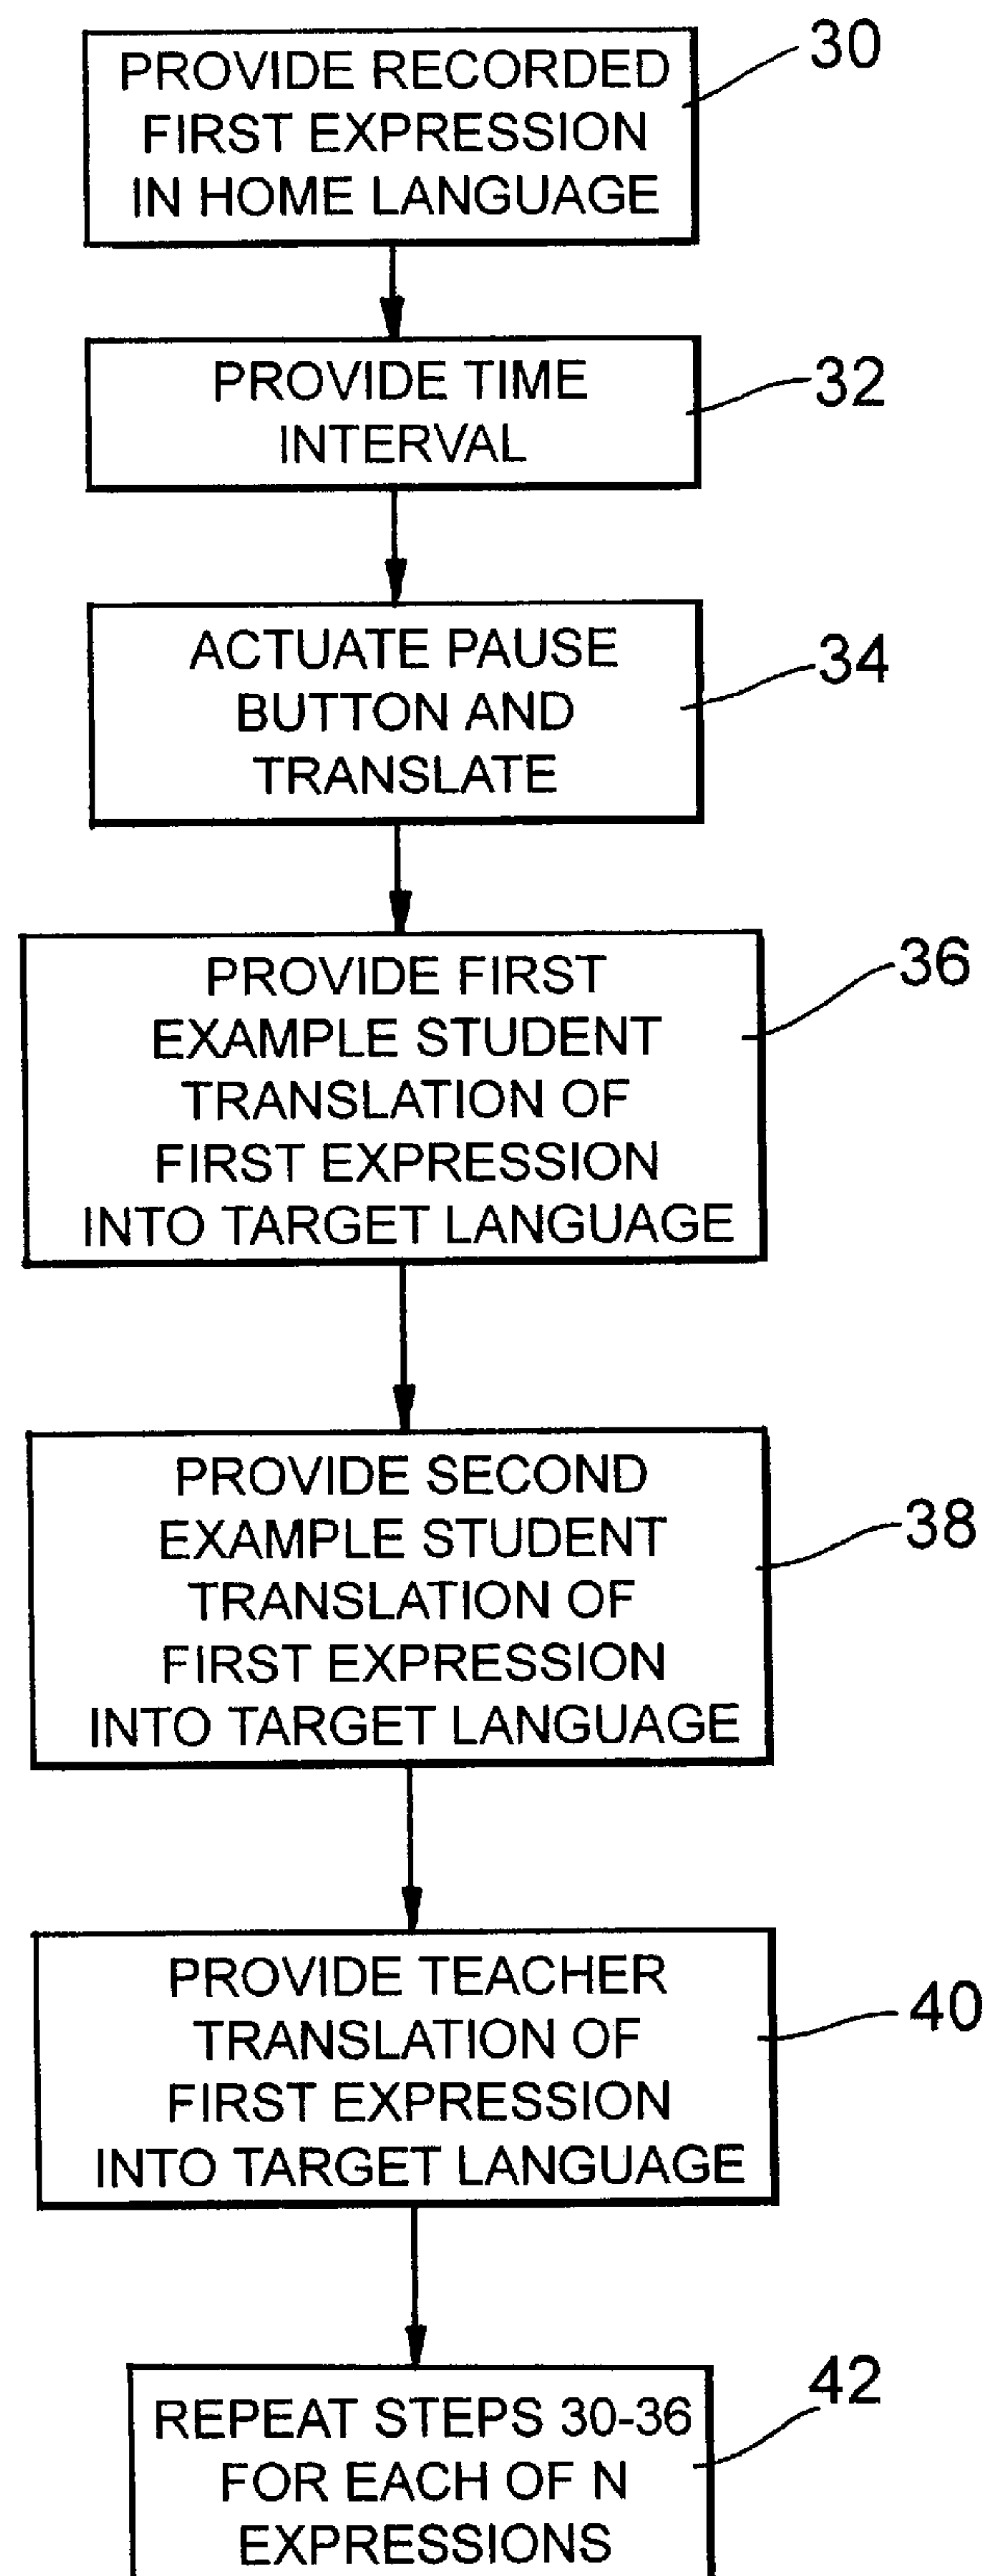 PROVIDE RECORDED
FIRST EXPRESSION
IN HOME LANGUAGE
30
PROVIDE TIME
INTERVAL
32
ACTUATE PAUSE
BUTTON AND
TRANSLATE
34
PROVIDE FIRST
EXAMPLE STUDENT
TRANSLATION OF
FIRST EXPRESSION
INTO TARGET LANGUAGE
36
PROVIDE SECOND
EXAMPLE STUDENT
TRANSLATION OF
FIRST EXPRESSION
INTO TARGET LANGUAGE
38
PROVIDE TEACHER
TRANSLATION OF
FIRST EXPRESSION
INTO TARGET LANGUAGE
40
REPEAT STEPS 30-36
FOR EACH OF N
EXPRESSIONS
42